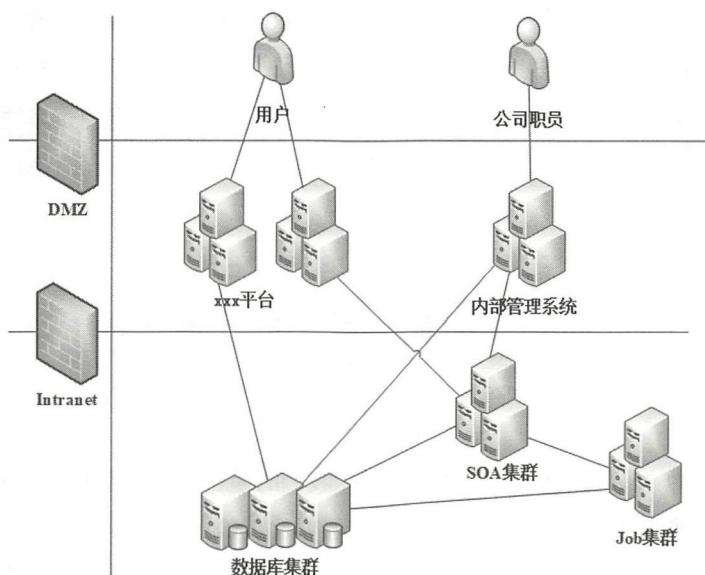 用户
公司职员
DMZ
xxx平台
内部管理系统
Intranet
SOA集群
Job集群
数据库集群